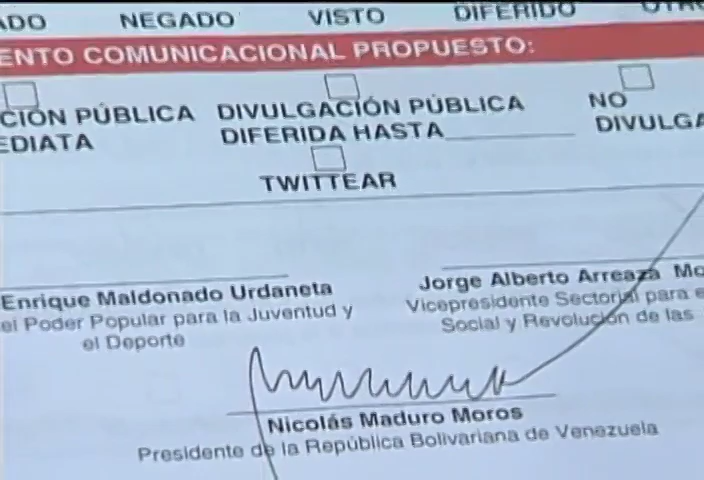 ADO NEGADO VISTO DIFERIDO OTRO
ENTO COMUNICACIONAL PROPUESTO:
CIÓN PÚBLICA DIVULGACIÓN PÚBLICA NO
EDIATA DIFERIDA HASTA DIVULGA
TWITTEAR
Enrique Maldonado Urdaneta Jorge Alberto Arreaza Mo
el Poder Popular para la Juventud y Vicepresidente Sectorial para e
el Deporte Social y Revolución de las
Nicolás Maduro Moros
Presidente de la República Bolivariana de Venezuela